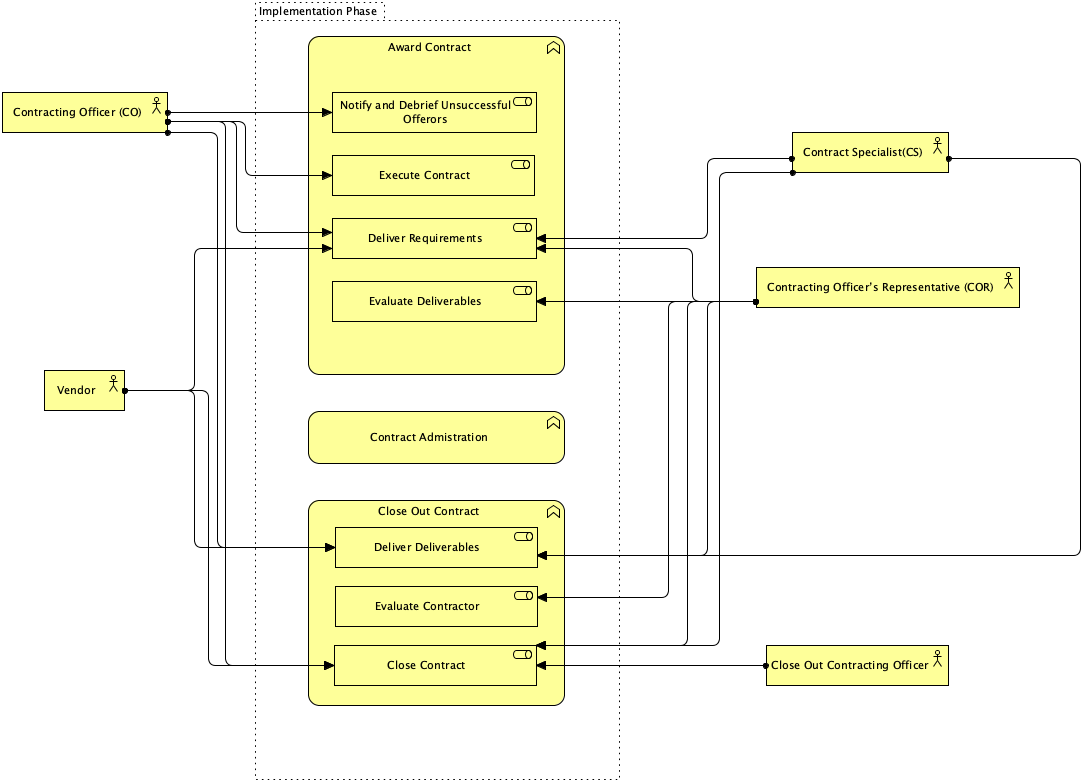 Implementation Phase
Award Contract
Contracting Officer (CO)
Notify and Debrief Unsuccessful
Offerors
Execute Contract
Contract Specialist(CS)
Deliver Requirements
Contracting Officer's Representative (COR)
Evaluate Deliverables
Vendor
Contract Admistration
Close Out Contract
Deliver Deliverables
Evaluate Contractor
Close Contract
Close Out Contracting Officer